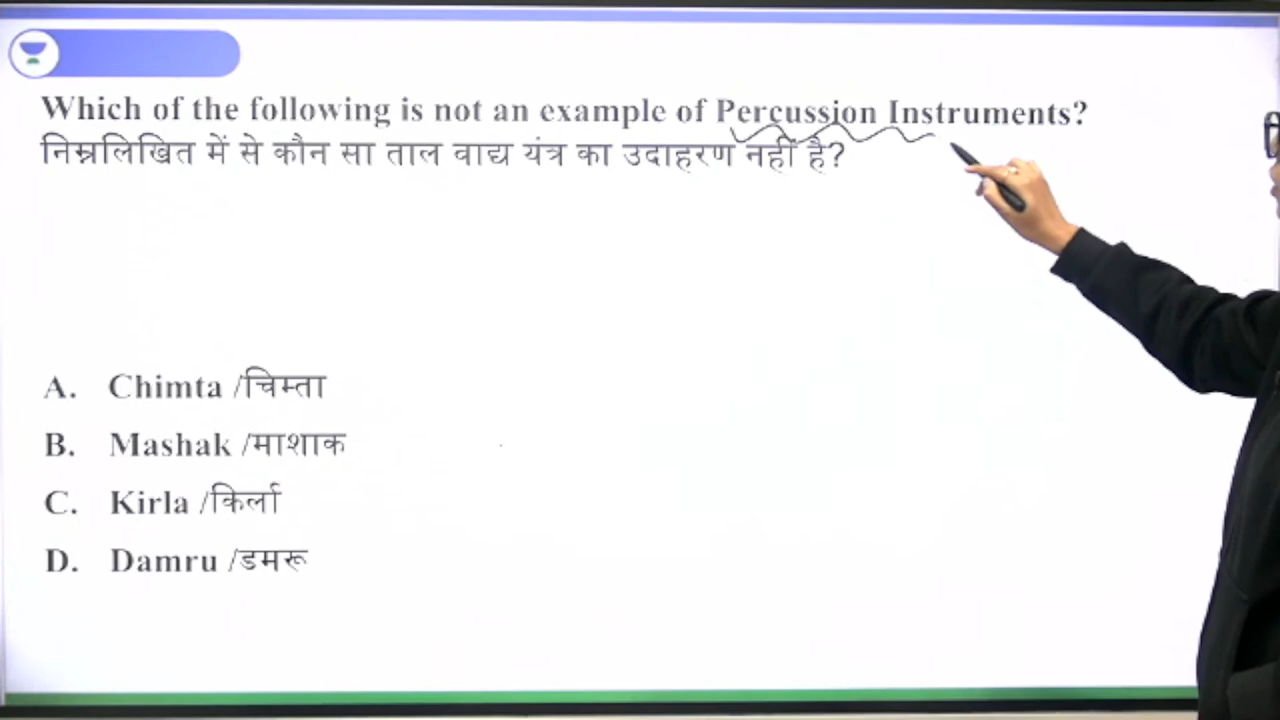 Which of the following is not an example of Percussion Instruments?
निम्नलिखित में से कौन सा ताल वाद्य यंत्र का उदाहरण नहीं है?
A. Chimta /चिम्ता
B. Mashak /माशाक
C. Kirla /किर्ला
D. Damru /डमरू